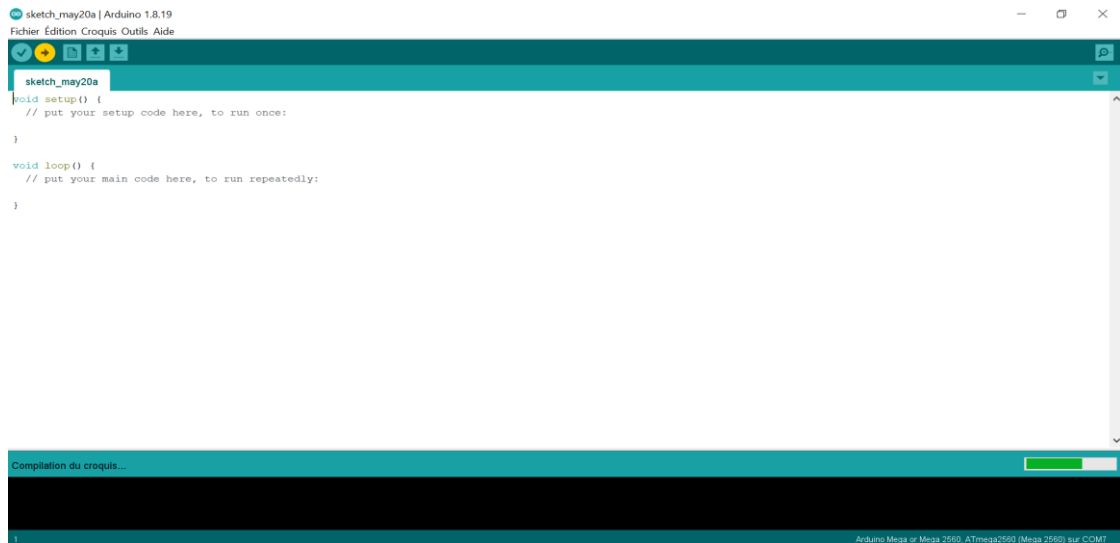 sketch_may20a | Arduino 1.8.19
Fichier Édition Croquis Outils Aide
sketch_may20a
void setup() {
// put your setup code here, to run once:
}
void loop() {
// put your main code here, to run repeatedly:
}
Compilation du croquis...
1
Arduino Mega or Mega 2560, ATmega2560 (Mega 2560) sur COM7